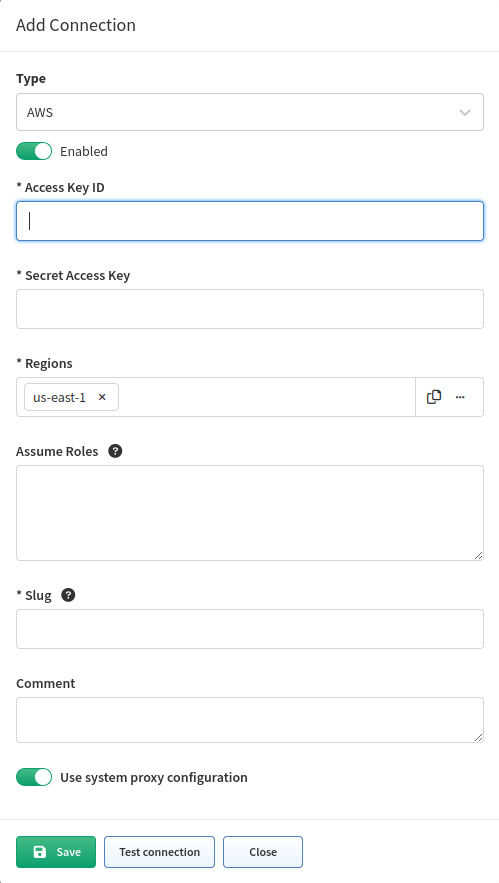 Add Connection
Type
AWS
Enabled
* Access Key ID
* Secret Access Key
* Regions
us-east-1 ×
Assume Roles ?
* Slug ?
Comment
Use system proxy configuration
Save Test connection Close